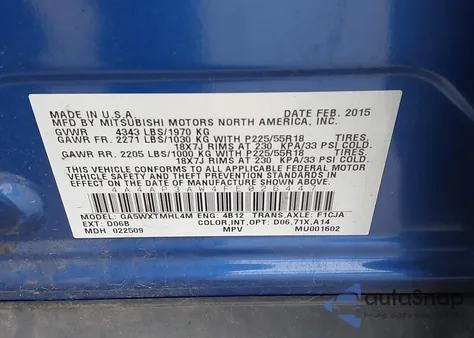 MADE IN U.S.A. DATE FEB. 2015
MFD BY MITSUBISHI MOTORS NORTH AMERICA, INC.
GVWR 4343 LBS/1970 KG
GAWR FR. 2271 LBS/1030 KG WITH P225/55R18 TIRES,
18X7J RIMS AT 230 KPA/33 PSI COLD
GAWR RR. 2205 LBS/1000 KG WITH P225/55R18 TIRES,
18X7J RIMS AT 230 KPA/33 PSI COLD
THIS VEHICLE CONFORMS TO ALL APPLICABLE FEDERAL MOTOR
VEHICLE SAFETY AND THEFT PREVENTION STANDARDS IN EFFECT
ON THE DATE OF MANUFACTURE SHOWN ABOVE.
MODEL: GA5WXTMHL4M ENG: 4B12 TRANS,AXLE: F1CJA
EXT: D06B COLOR,INT,OPT: D06,71X,A14
MDH 022509 MPV MU001602
autoSnap
www.autosnap